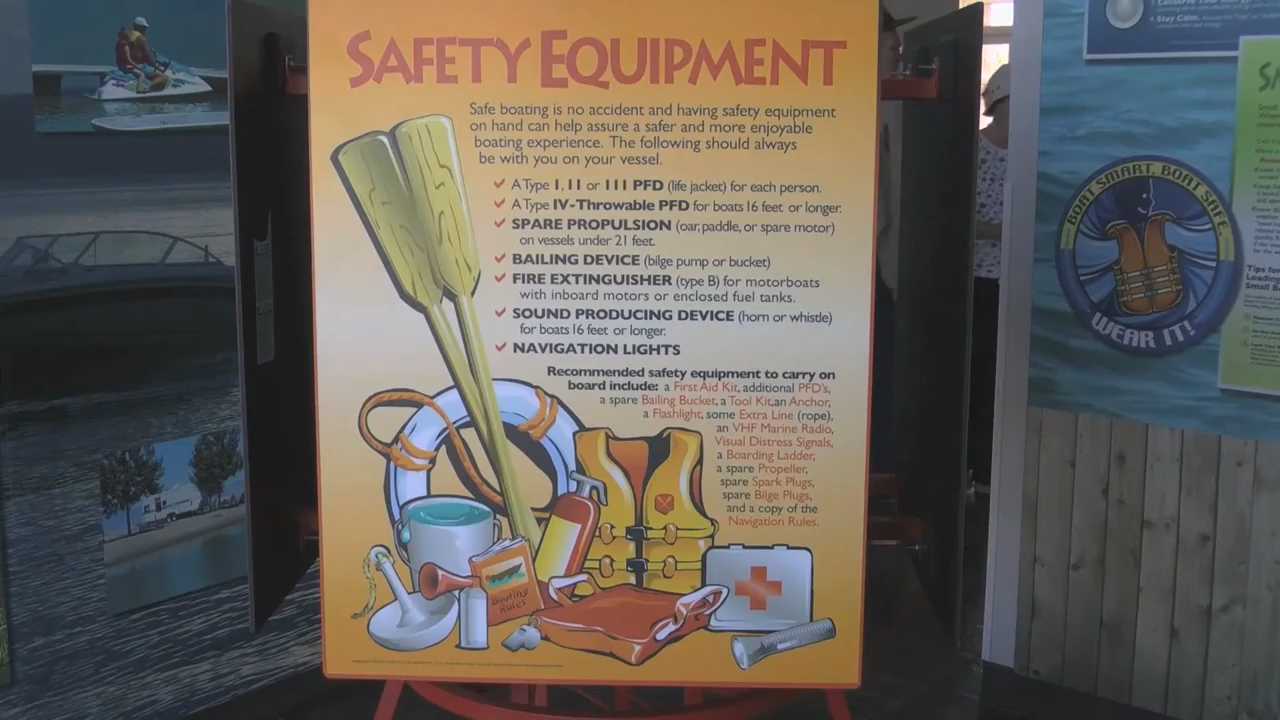 SAFETY EQUIPMENT
Safe boating is no accident and having safety equipment
on hand can help assure a safer and more enjoyable
boating experience. The following should always
be with you on your vessel.
A Type I, II or III PFD (life jacket) for each person.
A Type IV-Throwable PFD for boats 16 feet or longer.
SPARE PROPULSION (oar, paddle, or spare motor)
on vessels under 21 feet.
BAILING DEVICE (bilge pump or bucket)
FIRE EXTINGUISHER (type B) for motorboats
with inboard motors or enclosed fuel tanks.
SOUND PRODUCING DEVICE (horn or whistle)
for boats 16 feet or longer.
NAVIGATION LIGHTS
Recommended safety equipment to carry on
board include: a First Aid Kit, additional PFD's,
a spare Bailing Bucket, a Tool Kit, an Anchor,
a Flashlight, some Extra Line (rope),
an VHF Marine Radio,
Visual Distress Signals,
a Boarding Ladder,
a spare Propeller,
spare Spark Plugs,
spare Bilge Plugs,
and a copy of the
Navigation Rules.
Boating
Rules
Stay Calm.
BOAT SMART. BOAT SAFE.
WEAR IT!
Tips for
Loading
Small B